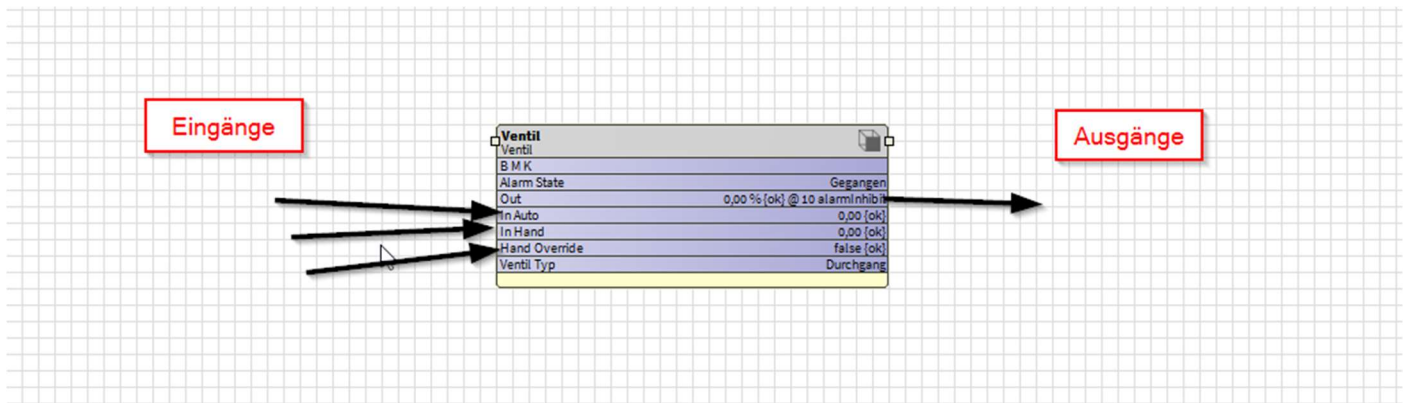 Eingänge
Ausgänge
Ventil
Ventil
B M K
Alarm State Gegangen
Out 0,00 % {ok} @ 10 alarmInhibit
In Auto 0,00 {ok}
In Hand 0,00 {ok}
Hand Override false {ok}
Ventil Typ Durchgang